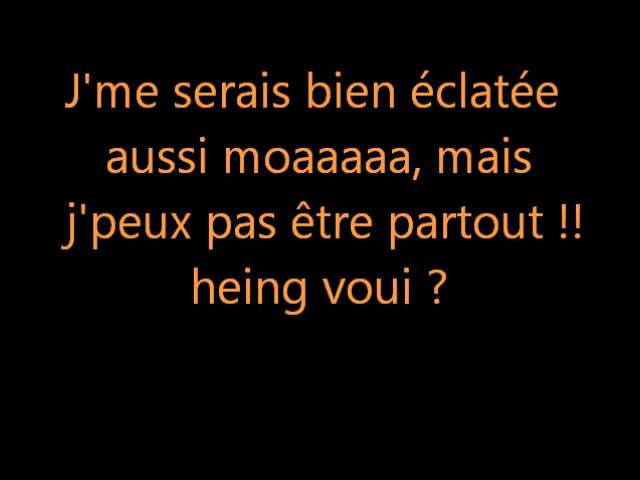 J'me serais bien éclatée
aussi moaaaaa, mais
j'peux pas être partout !!
heing voui ?